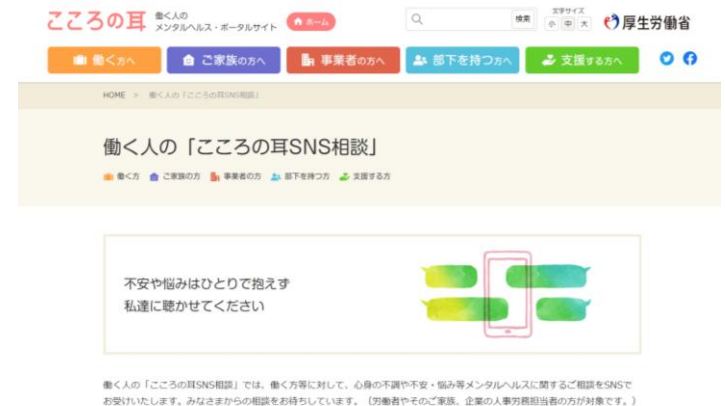 こころの耳
働く人の
メンタルヘルス・ポータルサイト
ホーム
検索
文字サイズ
小 中 大
厚生労働省
働く方へ
ご家族の方へ
事業者の方へ
部下を持つ方へ
支援する方へ
HOME > 働く人の「こころの耳SNS相談」
働く人の「こころの耳SNS相談」
働く方 ご家族の方 事業者の方 部下を持つ方 支援する方
不安や悩みはひとりで抱えず
私達に聴かせてください
働く人の「こころの耳SNS相談」では、働く方等に対して、心身の不調や不安・悩み等メンタルヘルスに関するご相談をSNSで
お受けいたします。みなさまからの相談をお待ちしています。（労働者やそのご家族、企業の人事労務担当者の方が対象です。）